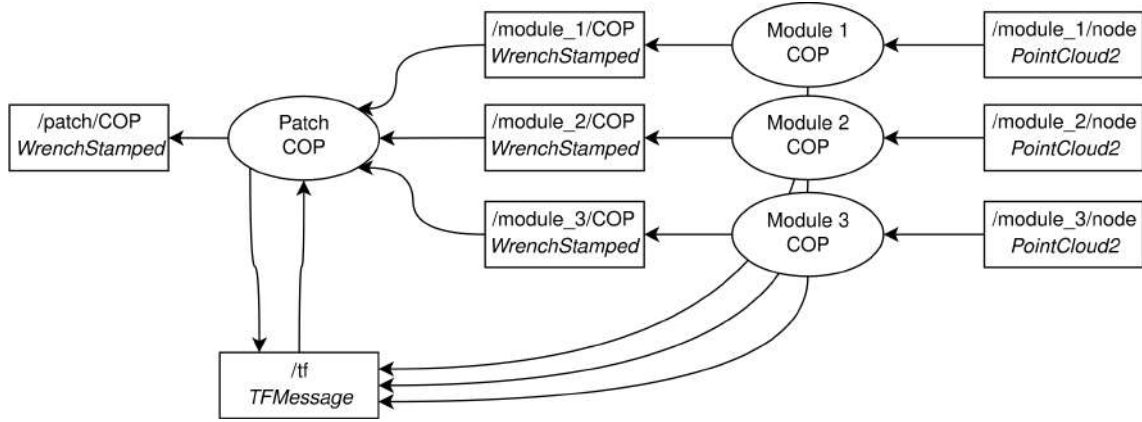 /module_1/COP
WrenchStamped
Module 1
COP
/module_1/node
PointCloud2
/patch/COP
WrenchStamped
Patch
COP
/module_2/COP
WrenchStamped
Module 2
COP
/module_2/node
PointCloud2
/module_3/COP
WrenchStamped
Module 3
COP
/module_3/node
PointCloud2
/tf
TFMessage